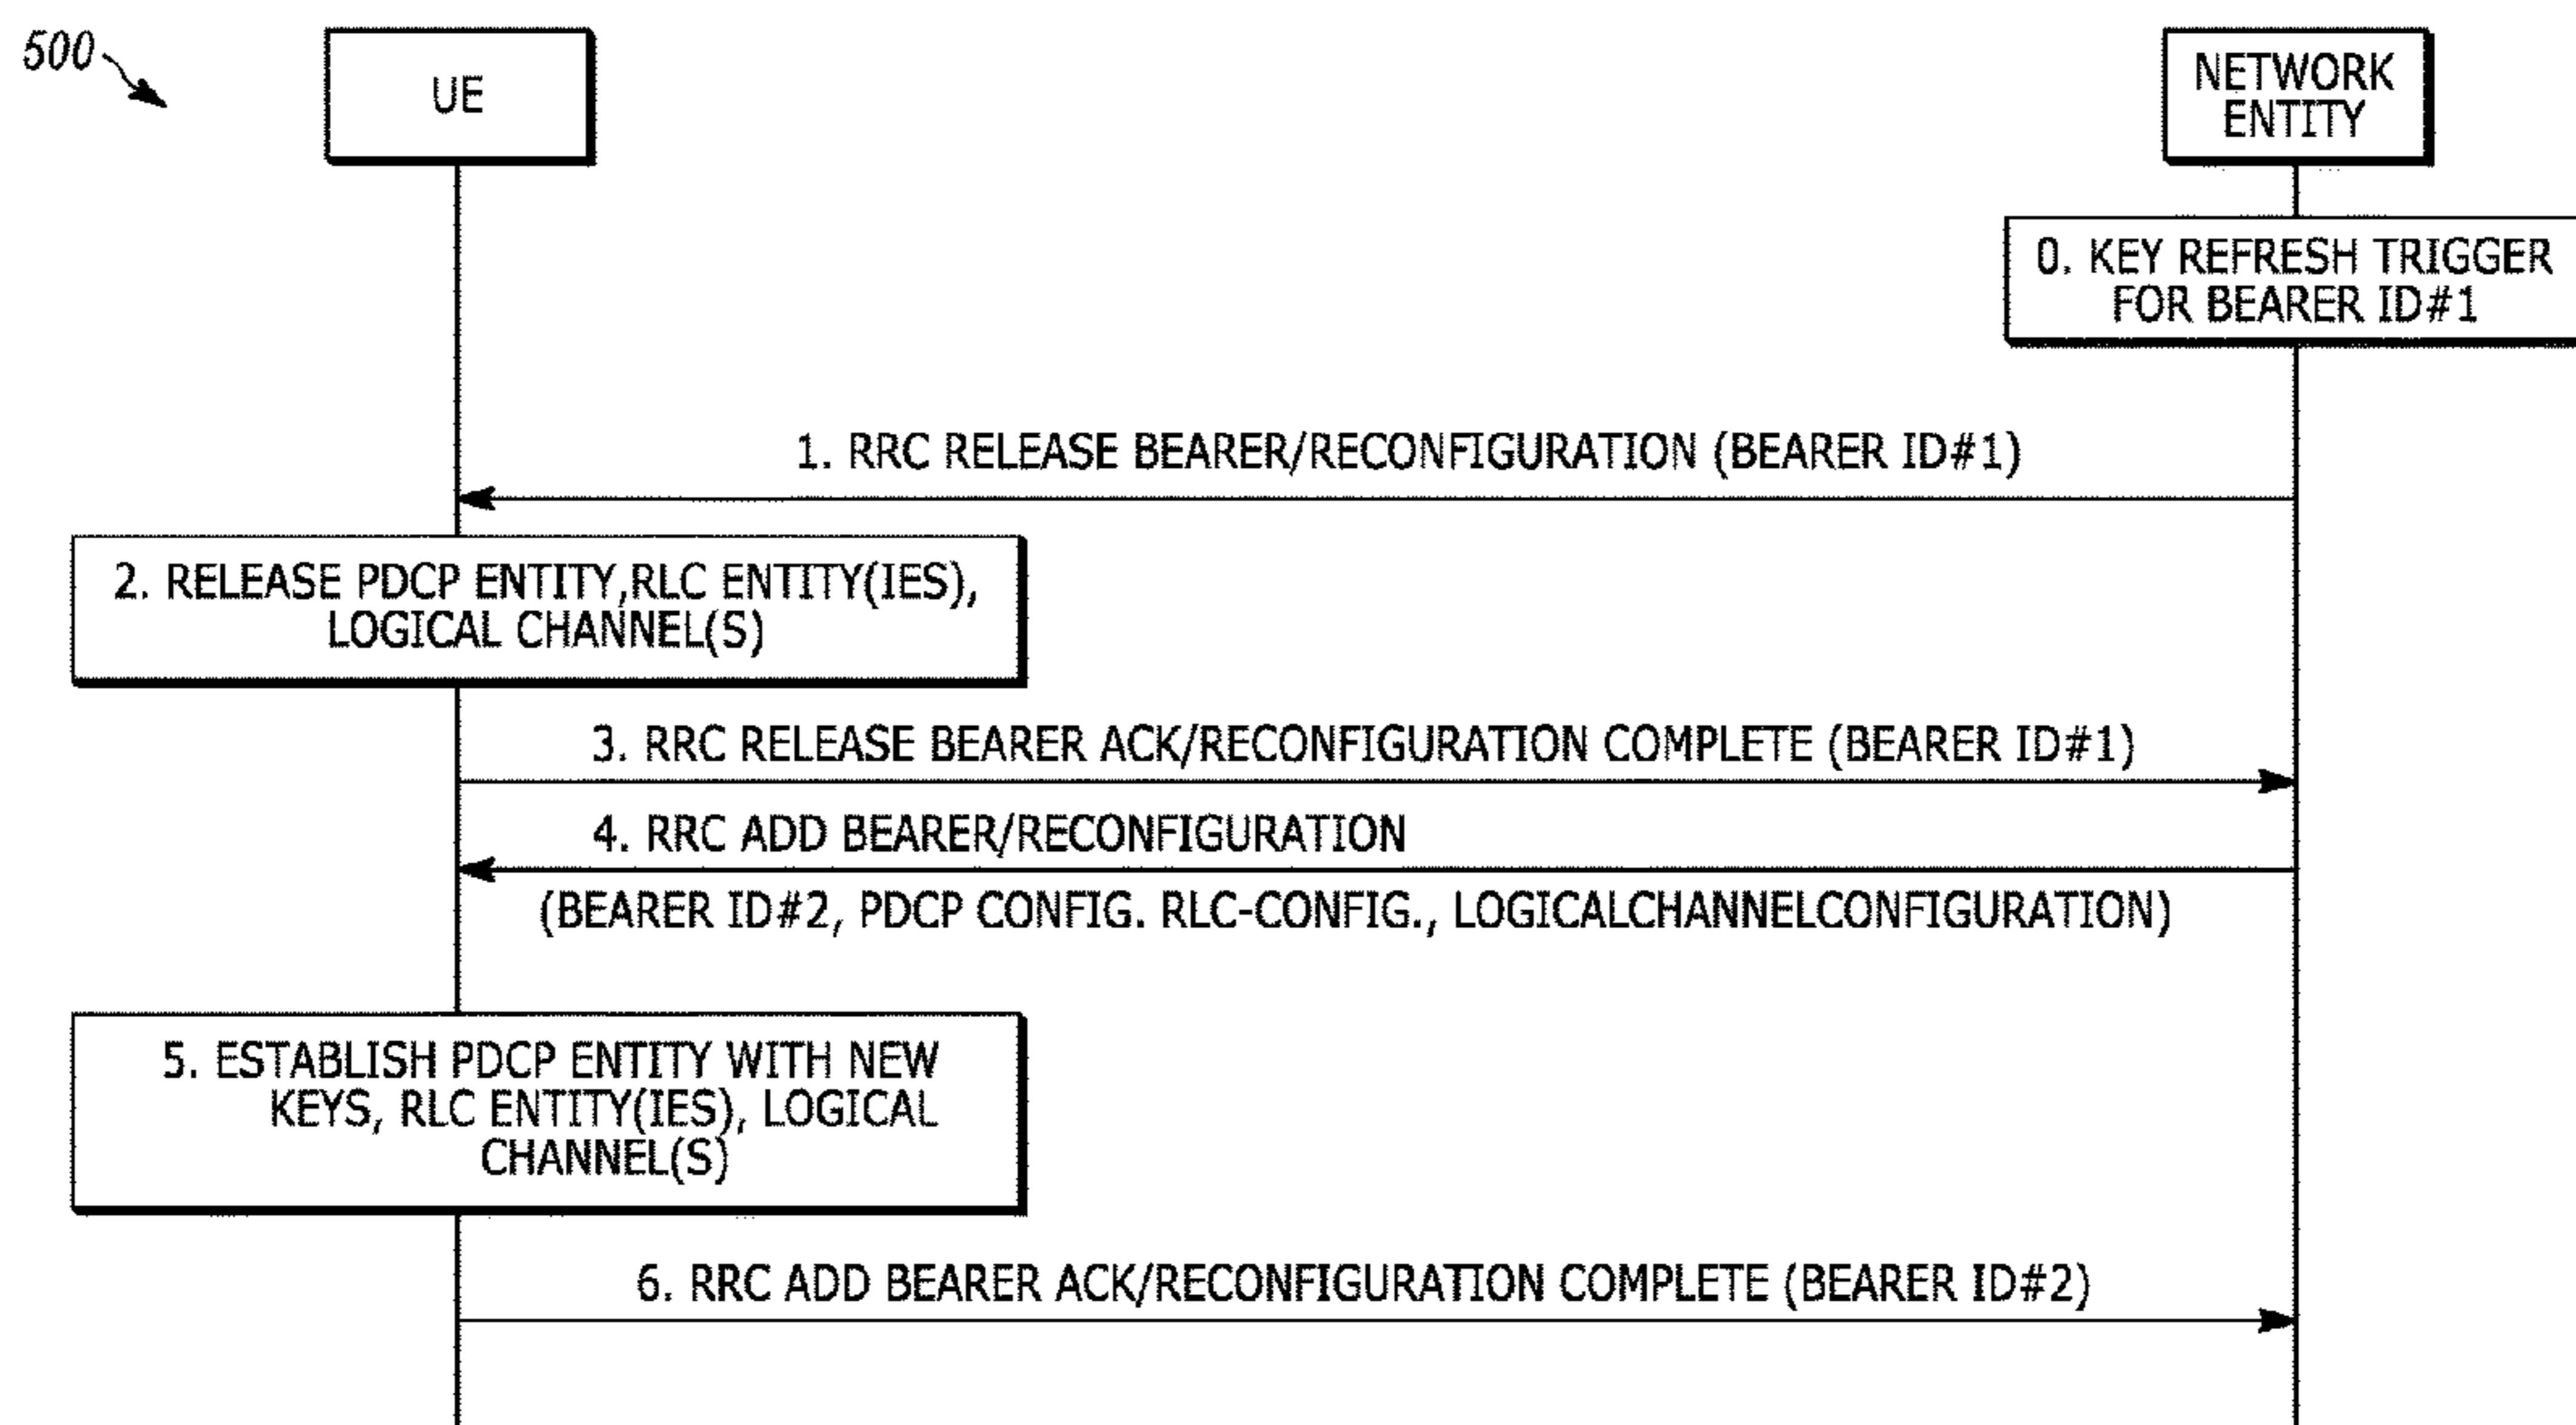 500
UE
NETWORK
ENTITY
0. KEY REFRESH TRIGGER
FOR BEARER ID#1
1. RRC RELEASE BEARER/RECONFIGURATION (BEARER ID#1)
2. RELEASE PDCP ENTITY,RLC ENTITY(IES),
LOGICAL CHANNEL(S)
3. RRC RELEASE BEARER ACK/RECONFIGURATION COMPLETE (BEARER ID#1)
4. RRC ADD BEARER/RECONFIGURATION
(BEARER ID#2, PDCP CONFIG. RLC-CONFIG., LOGICALCHANNELCONFIGURATION)
5. ESTABLISH PDCP ENTITY WITH NEW
KEYS, RLC ENTITY(IES), LOGICAL
CHANNEL(S)
6. RRC ADD BEARER ACK/RECONFIGURATION COMPLETE (BEARER ID#2)